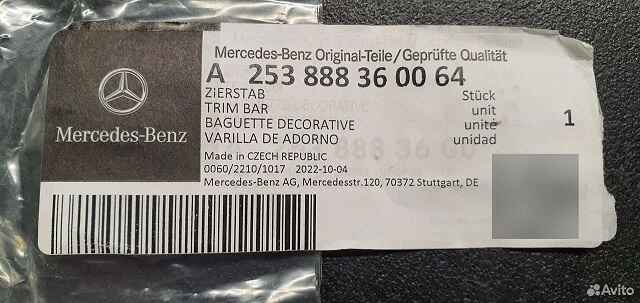 Mercedes-Benz Original-Teile/Geprüfte Qualität
A 253 888 36 00 64
ZIERSTAB Stück
TRIM BAR unit
BAGUETTE DECORATIVE unité 1
VARILLA DE ADORNO unidad
Made in CZECH REPUBLIC
0060/2210/1017 2022-10-04
Mercedes-Benz AG, Mercedesstr.120, 70372 Stuttgart, DE
Mercedes-Benz
Avito